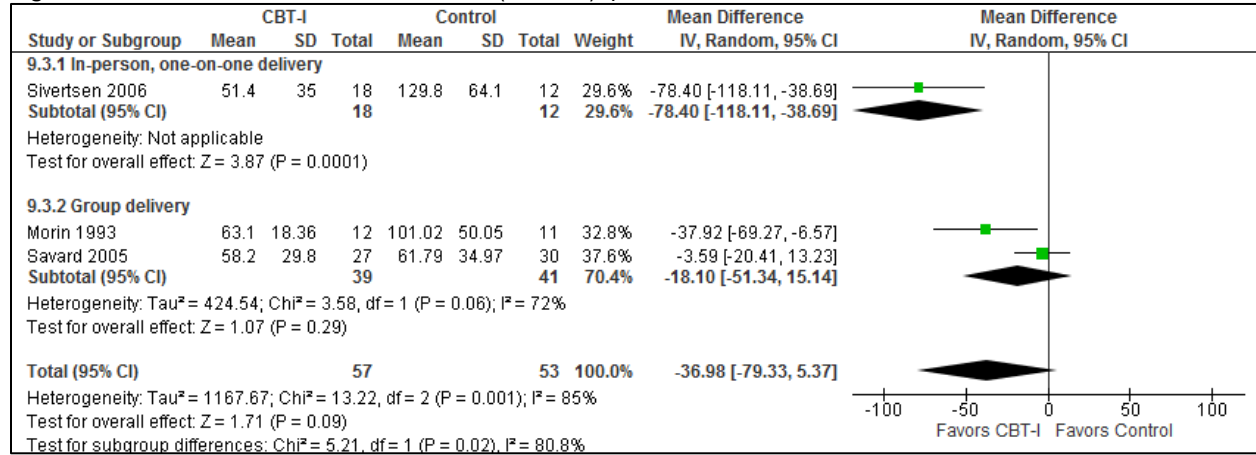 CBT-I Control Mean Difference Mean Difference
Study or Subgroup Mean SD Total Mean SD Total Weight IV, Random, 95% CI IV, Random, 95% CI
9.3.1 In-person, one-on-one delivery
Sivertsen 2006 51.4 35 18 129.8 64.1 12 29.6% -78.40 [-118.11, -38.69]
Subtotal (95% CI) 18 12 29.6% -78.40 [-118.11, -38.69]
Heterogeneity: Not applicable
Test for overall effect: Z = 3.87 (P = 0.0001)
9.3.2 Group delivery
Morin 1993 63.1 18.36 12 101.02 50.05 11 32.8% -37.92 [-69.27, -6.57]
Savard 2005 58.2 29.8 27 61.79 34.97 30 37.6% -3.59 [-20.41, 13.23]
Subtotal (95% CI) 39 41 70.4% -18.10 [-51.34, 15.14]
Heterogeneity: Tau² = 424.54; Chi² = 3.58, df = 1 (P = 0.06); I² = 72%
Test for overall effect: Z = 1.07 (P = 0.29)
Total (95% CI) 57 53 100.0% -36.98 [-79.33, 5.37]
Heterogeneity: Tau² = 1167.67; Chi² = 13.22, df = 2 (P = 0.001); I² = 85%
Test for overall effect: Z = 1.71 (P = 0.09)
Test for subgroup differences: Chi² = 5.21, df = 1 (P = 0.02), I² = 80.8%
-100 -50 0 50 100
Favors CBT-I Favors Control